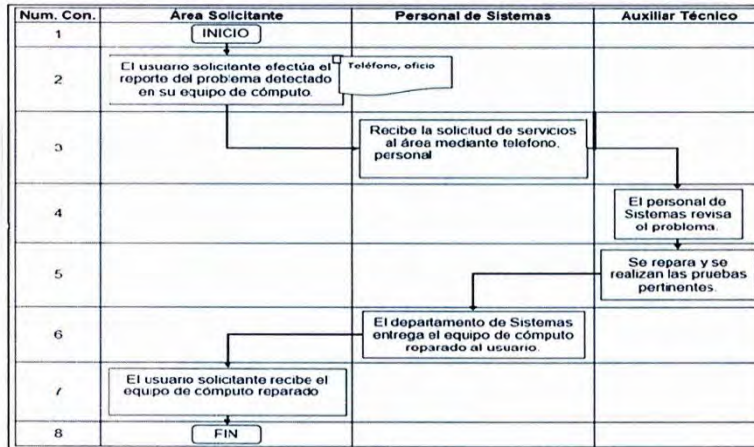 Num. Con.
Área Solicitante
Personal de Sistemas
Auxiliar Técnico
1
INICIO
2
El usuario solicitante efectúa el
reporte del problema detectado
en su equipo de cómputo.
Teléfono, oficio
3
Recibe la solicitud de servicios
al área mediante telefono,
personal
4
El personal de
Sistemas revisa
el problema.
5
Se repara y se
realizan las pruebas
pertinentes.
6
El departamento de Sistemas
entrega el equipo de cómputo
reparado al usuario.
7
El usuario solicitante recibe el
equipo de cómputo reparado
8
FIN